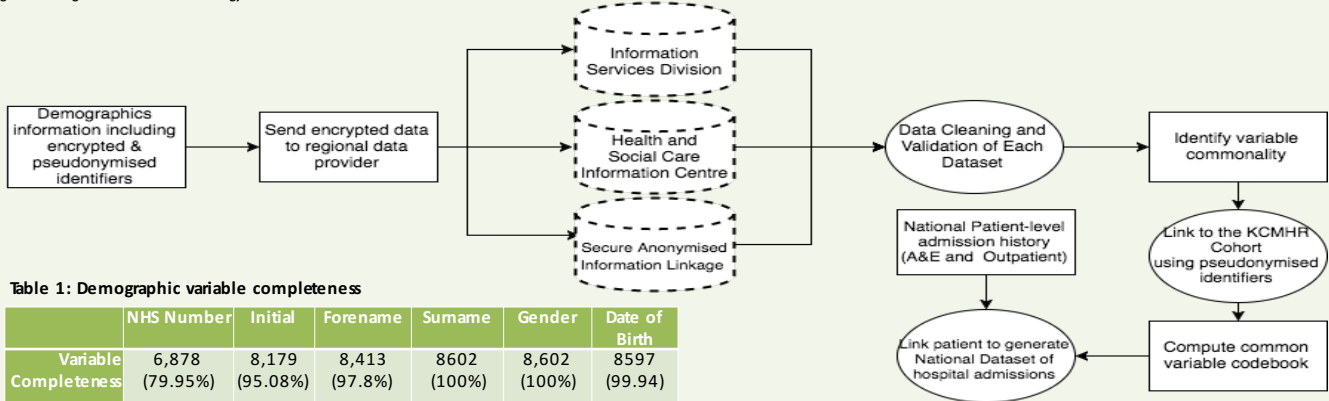 Information
Services Division
Demographics
information including
encrypted &
pseudonymised
identifiers
Send encrypted data
to regional data
provider
Health and
Social Care
Information Centre
Data Cleaning and
Validation of Each
Dataset
Identify variable
commonality
Secure Anonymised
Information Linkage
National Patient-level
admission history
(A&E and Outpatient)
Link to the KCMHR
Cohort
using pseudonymised
identifiers
Link patient to generate
National Dataset of
hospital admissions
Compute common
variable codebook
Table 1: Demographic variable completeness
NHS Number Initial Forename Surname Gender Date of
Birth
Variable 6,878 8,179 8,413 8602 8,602 8597
Completeness (79.95%) (95.08%) (97.8%) (100%) (100%) (99.94)